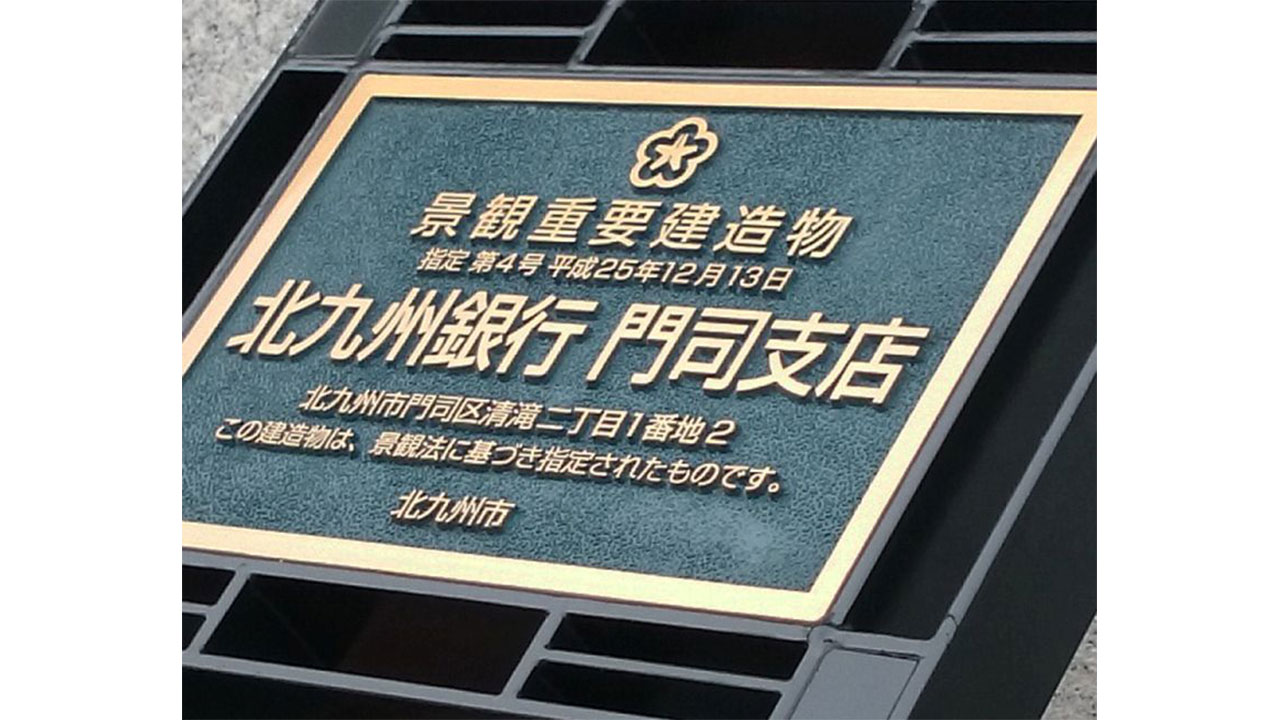 景観重要建造物
指定 第4号 平成25年12月13日
北九州銀行 門司支店
北九州市門司区清滝二丁目1番地2
この建造物は、景観法に基づき指定されたものです。
北九州市